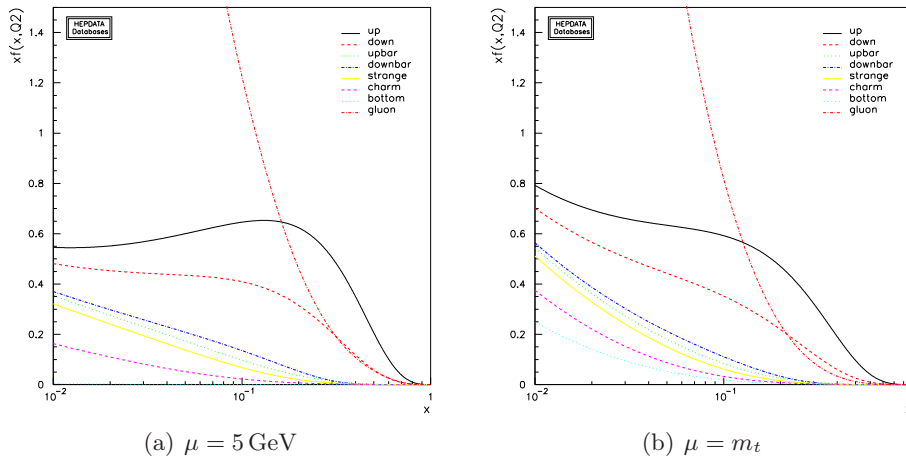 xf(x,Q2)
1.4
1.2
1
0.8
0.6
0.4
0.2
0
HEPDATA
Databases
up
down
upbar
downbar
strange
charm
bottom
gluon
10-2
10-1
1
x
(a) μ = 5 GeV
xf(x,Q2)
1.4
1.2
1
0.8
0.6
0.4
0.2
0
HEPDATA
Databases
up
down
upbar
downbar
strange
charm
bottom
gluon
10-2
10-1
(b) μ = mt